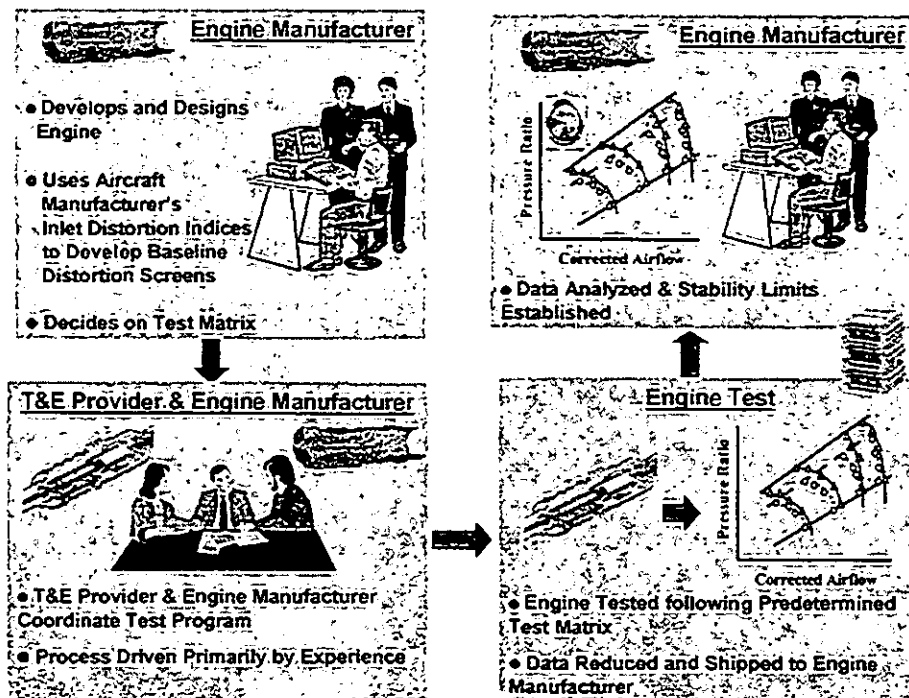 Engine Manufacturer
• Develops and Designs
Engine
• Uses Aircraft
Manufacturer's
Inlet Distortion Indices
to Develop Baseline
Distortion Screens
• Decides on Test Matrix
T&E Provider & Engine Manufacturer
• T&E Provider & Engine Manufacturer
Coordinate Test Program
• Process Driven Primarily by Experience
Engine Test
Pressure Ratio
Corrected Airflow
• Engine Tested following Predetermined
Test Matrix
• Data Reduced and Shipped to Engine
Manufacturer
Engine Manufacturer
Pressure Ratio
Corrected Airflow
• Data Analyzed & Stability Limits
Established